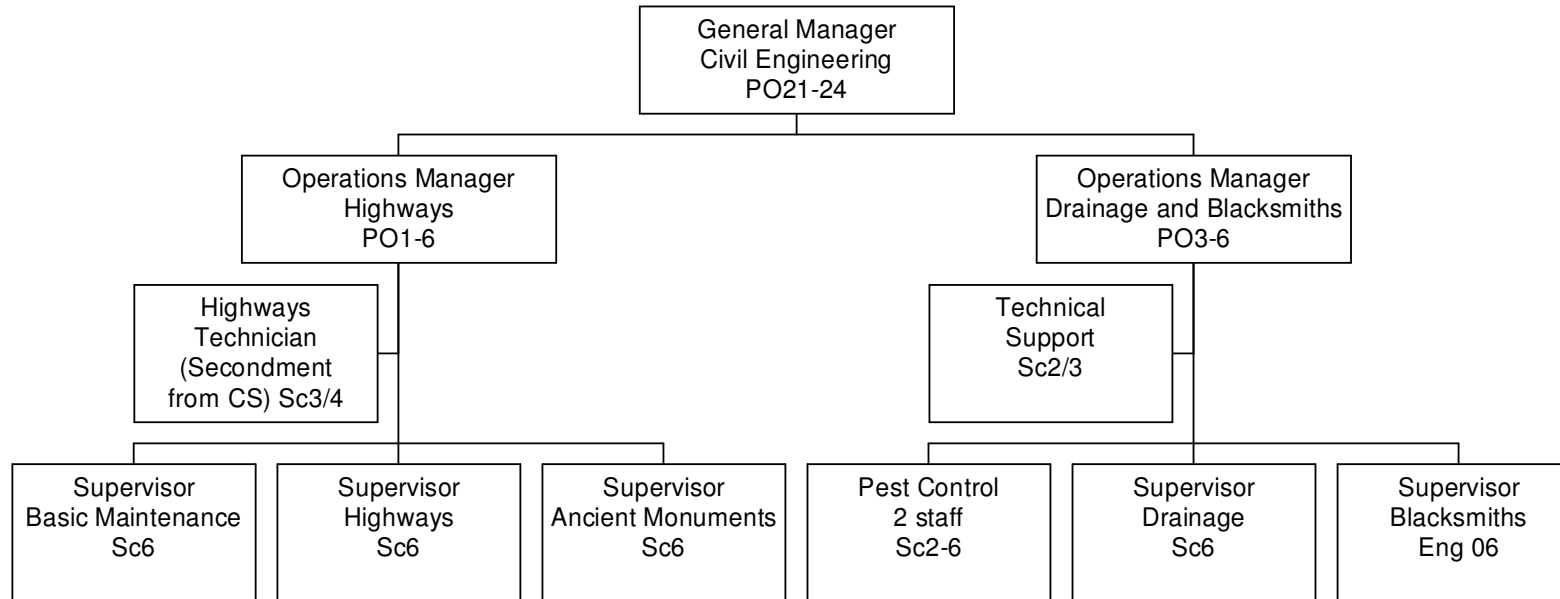 General Manager
Civil Engineering
PO21-24
Operations Manager
Highways
PO1-6
Operations Manager
Drainage and Blacksmiths
PO3-6
Highways
Technician
(Secondment
from CS) Sc3/4
Technical
Support
Sc2/3
Supervisor
Basic Maintenance
Sc6
Supervisor
Highways
Sc6
Supervisor
Ancient Monuments
Sc6
Pest Control
2 staff
Sc2-6
Supervisor
Drainage
Sc6
Supervisor
Blacksmiths
Eng 06